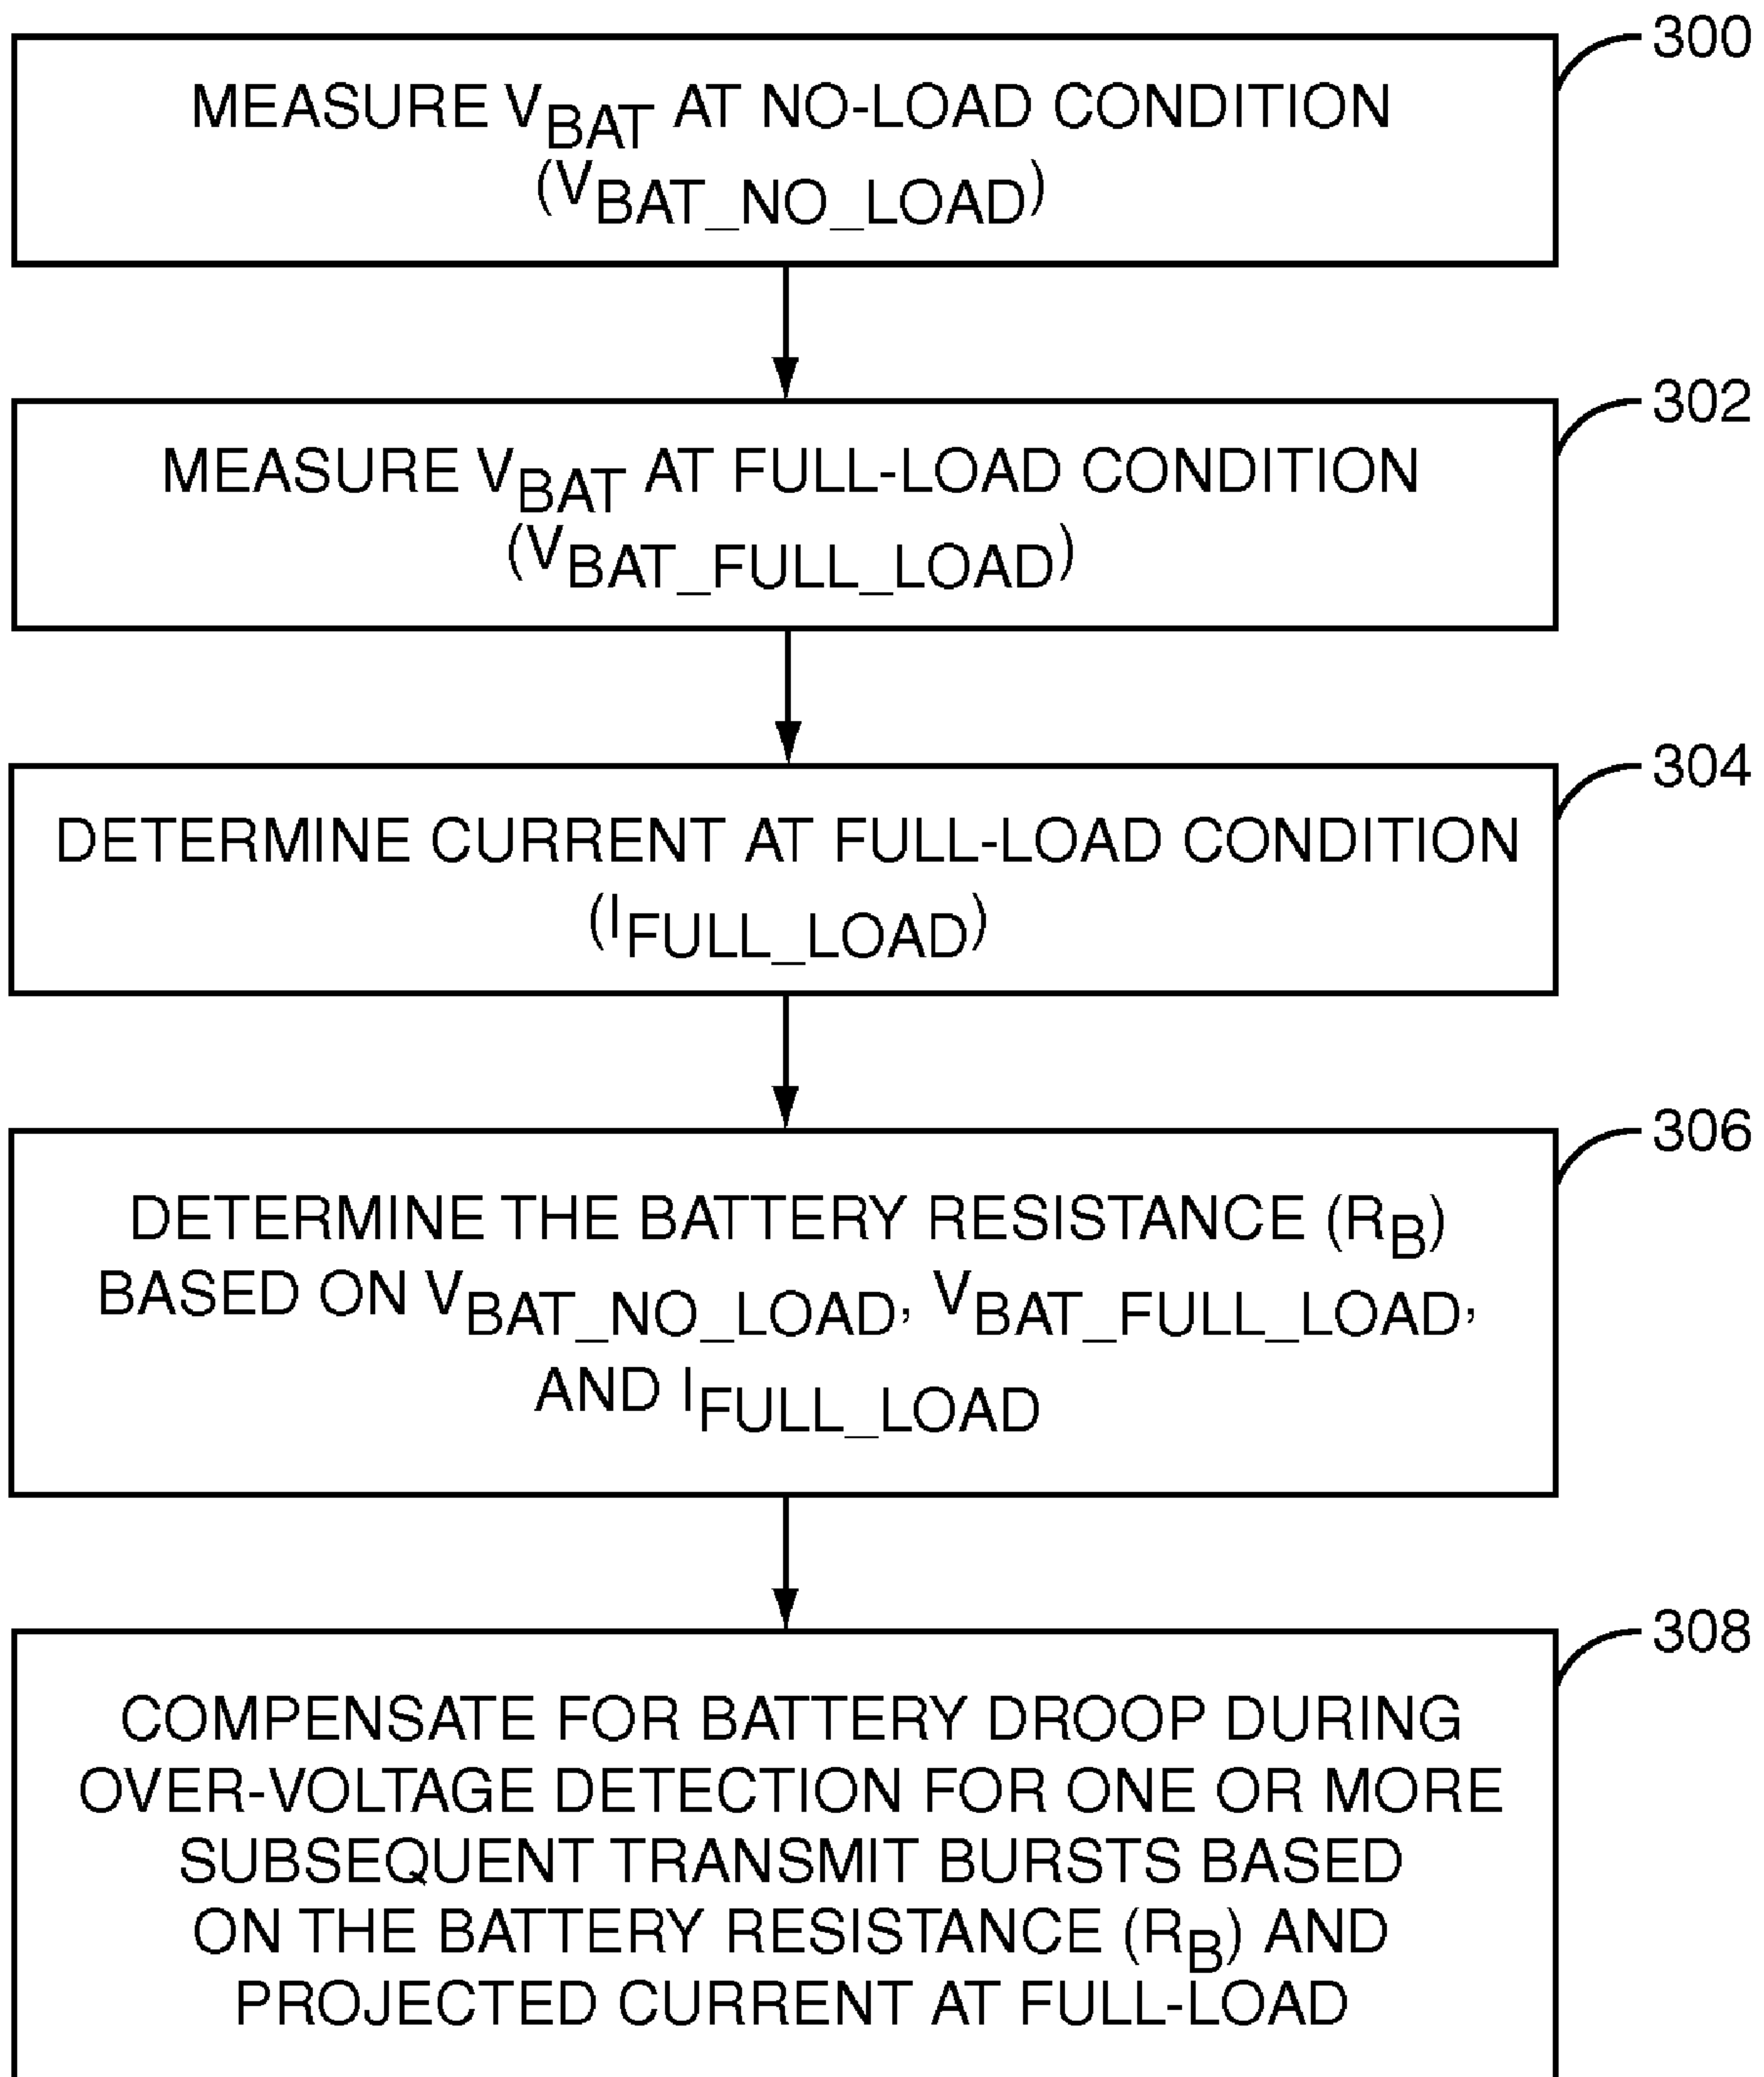 300
MEASURE VBAT AT NO-LOAD CONDITION
(VBAT_NO_LOAD)
302
MEASURE VBAT AT FULL-LOAD CONDITION
(VBAT_FULL_LOAD)
304
DETERMINE CURRENT AT FULL-LOAD CONDITION
(IFULL_LOAD)
306
DETERMINE THE BATTERY RESISTANCE (RB)
BASED ON VBAT_NO_LOAD, VBAT_FULL_LOAD,
AND IFULL_LOAD
308
COMPENSATE FOR BATTERY DROOP DURING
OVER-VOLTAGE DETECTION FOR ONE OR MORE
SUBSEQUENT TRANSMIT BURSTS BASED
ON THE BATTERY RESISTANCE (RB) AND
PROJECTED CURRENT AT FULL-LOAD